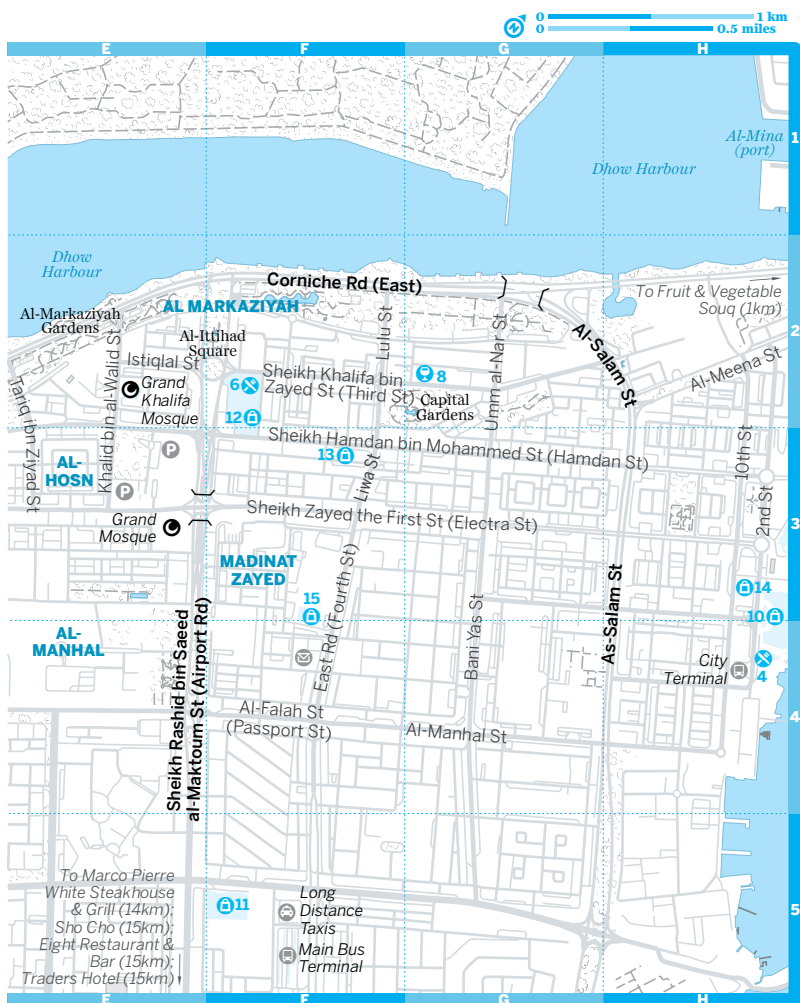 0 1 km
0 0.5 miles
E F G H
1
Al-Mina
(port)
Dhow Harbour
Dhow
Harbour
Corniche Rd (East)
To Fruit & Vegetable
Souq (1km)
AL MARKAZIYAH
Al-Markaziyah
Gardens
Al-Ittihad
Square
2
Lulu St
Umm al-Nar St
Al-Salam St
Al-Meena St
Istiqlal St
Sheikh Khalifa bin
Zayed St (Third St)
6
8
Grand
Khalifa
Mosque
Capital
Gardens
12
Tariq ibn Ziyad St
Khalid bin al-Walid St
Sheikh Hamdan bin Mohammed St (Hamdan St)
13
P
AL-
HOSN
P
Liwa St
10th St
2nd St
Sheikh Zayed the First St (Electra St)
3
Grand
Mosque
MADINAT
ZAYED
14
15
10
East Rd (Fourth St)
Bani Yas St
As-Salam St
AL-
MANHAL
City
Terminal
4
Sheikh Rashid bin Saeed
al-Maktoum St (Airport Rd)
Al-Falah St
(Passport St)
Al-Manhal St
4
To Marco Pierre
White Steakhouse
& Grill (14km);
Sho Cho (15km);
Eight Restaurant &
Bar (15km);
Traders Hotel (15km)
11
Long
Distance
Taxis
Main Bus
Terminal
5
E F G H